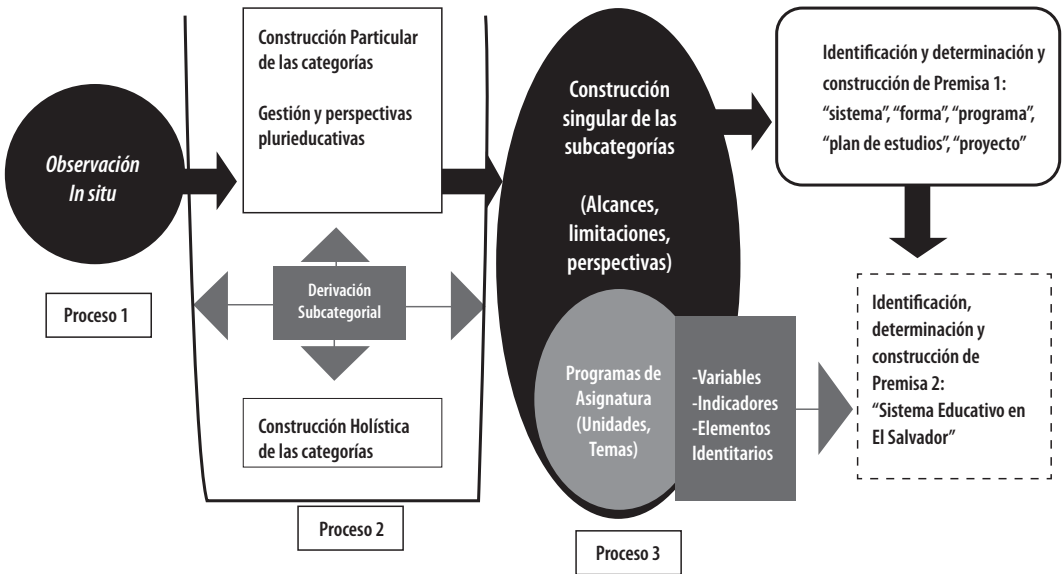 Observación
In situ
Proceso 1
Construcción Particular
de las categorías
Gestión y perspectivas
plurieducativas
Derivación
Subcategorial
Construcción Holística
de las categorías
Proceso 2
Construcción
singular de las
subcategorías
(Alcances,
limitaciones,
perspectivas)
Programas de
Asignatura
(Unidades,
Temas)
-Variables
-Indicadores
-Elementos
Identitarios
Proceso 3
Identificación y determinación y
construcción de Premisa 1:
“sistema”, “forma”, “programa”,
“plan de estudios”, “proyecto”
Identificación,
determinación y
construcción de
Premisa 2:
“Sistema Educativo en
El Salvador”